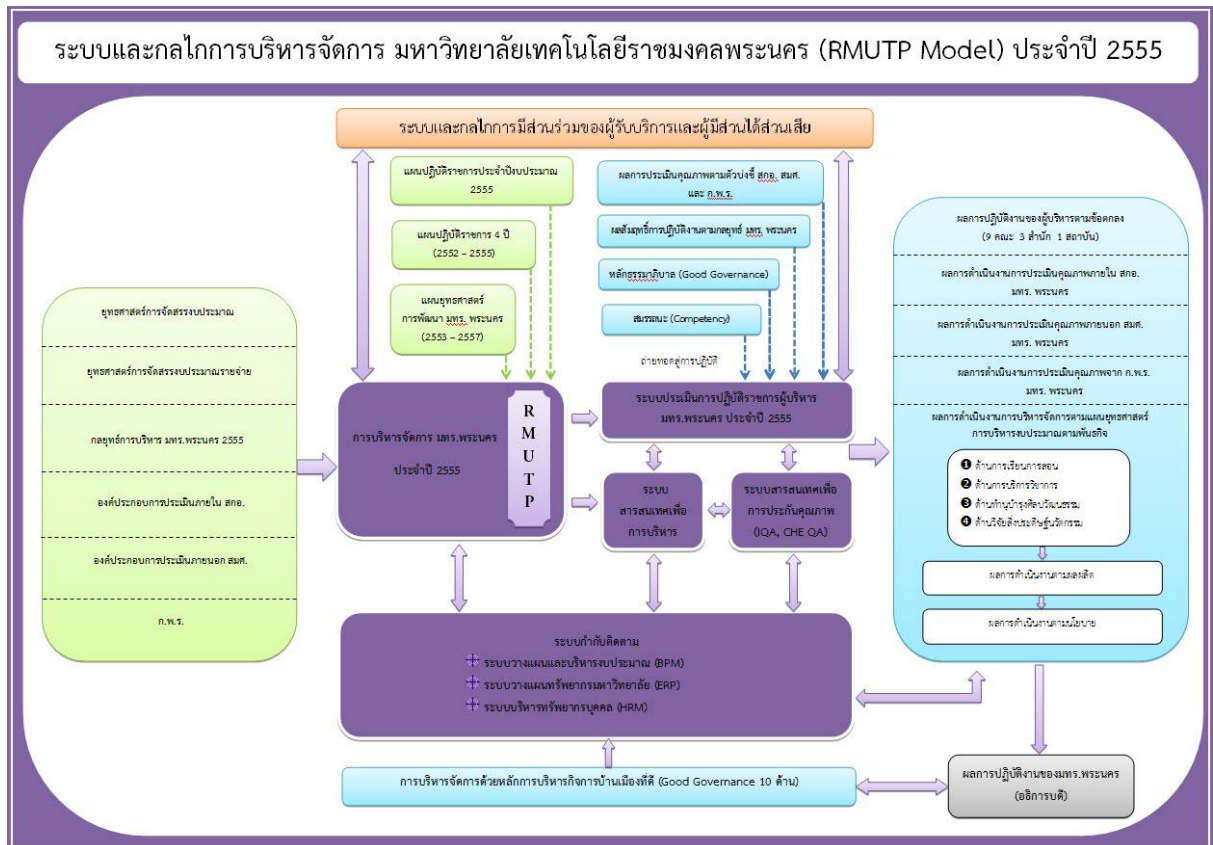 ระบบและกลไกการบริหารจัดการ มหาวิทยาลัยเทคโนโลยีราชมงคลพระนคร (RMUTP Model) ประจำปี 2555
ระบบและกลไกการมีส่วนร่วมของผู้รับบริการและผู้มีส่วนได้ส่วนเสีย
แผนปฏิบัติราชการประจำปีงบประมาณ
2555
แผนปฏิบัติราชการ 4 ปี
(2552 – 2555)
แผนยุทธศาสตร์
การพัฒนา มทร. พระนคร
(2553 – 2557)
ผลการประเมินคุณภาพตามตัวบ่งชี้ สกอ. สมศ.
และ ก.พ.ร.
ผลสัมฤทธิ์การปฏิบัติงานตามกลยุทธ์ มทร. พระนคร
หลักธรรมาภิบาล (Good Governance)
สมรรถนะ (Competency)
ถ่ายทอดสู่การปฏิบัติ
ยุทธศาสตร์การจัดสรรงบประมาณ
ยุทธศาสตร์การจัดสรรงบประมาณรายจ่าย
กลยุทธ์การบริหาร มทร.พระนคร 2555
องค์ประกอบการประเมินภายใน สกอ.
องค์ประกอบการประเมินภายนอก สมศ.
ก.พ.ร.
การบริหารจัดการ มทร.พระนคร
ประจำปี 2555
R
M
U
T
P
ระบบประเมินการปฏิบัติราชการผู้บริหาร
มทร.พระนคร ประจำปี 2555
ระบบ
สารสนเทศเพื่อ
การบริหาร
ระบบสารสนเทศเพื่อ
การประกันคุณภาพ
(IQA, CHE QA)
ระบบกำกับติดตาม
ระบบวางแผนและบริหารงบประมาณ (BPM)
ระบบวางแผนทรัพยากรมหาวิทยาลัย (ERP)
ระบบบริหารทรัพยากรบุคคล (HRM)
การบริหารจัดการด้วยหลักการบริหารกิจการบ้านเมืองที่ดี (Good Governance 10 ด้าน)
ผลการปฏิบัติงานของผู้บริหารตามข้อตกลง
(9 คณะ 3 สำนัก 1 สถาบัน)
ผลการดำเนินงานการประเมินคุณภาพภายใน สกอ.
มทร. พระนคร
ผลการดำเนินงานการประเมินคุณภาพภายนอก สมศ.
มทร. พระนคร
ผลการดำเนินงานการประเมินคุณภาพจาก ก.พ.ร.
มทร. พระนคร
ผลการดำเนินงานการบริหารจัดการตามแผนยุทธศาสตร์
การบริหารงบประมาณตามพันธกิจ
❶ ด้านการเรียนการสอน
❷ ด้านการบริการวิชาการ
❸ ด้านทำนุบำรุงศิลปวัฒนธรรม
❹ ด้านวิจัยสิ่งประดิษฐ์นวัตกรรม
ผลการดำเนินงานตามผลผลิต
ผลการดำเนินงานตามนโยบาย
ผลการปฏิบัติงานของมทร.พระนคร
(อธิการบดี)